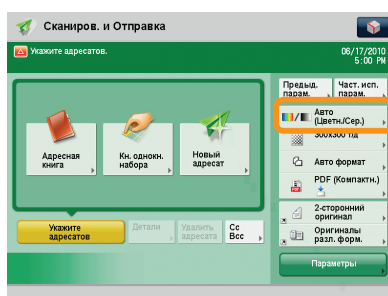 Сканиров. и Отправка
Укажите адресатов.
06/17/2010
5:00 PM
Предыд.
парам.
Част. исп.
парам.
Авто
(Цветн./Сер.)
300x300 тд
Авто формат
PDF (Компактн.)
2-сторонний
оригинал
Оригиналы
разл. форм.
Параметры
Адресная
книга
Кн. однокн.
набора
Новый
адресат
Укажите
адресатов
Детали
Удалить
адресата
Cc
Bcc